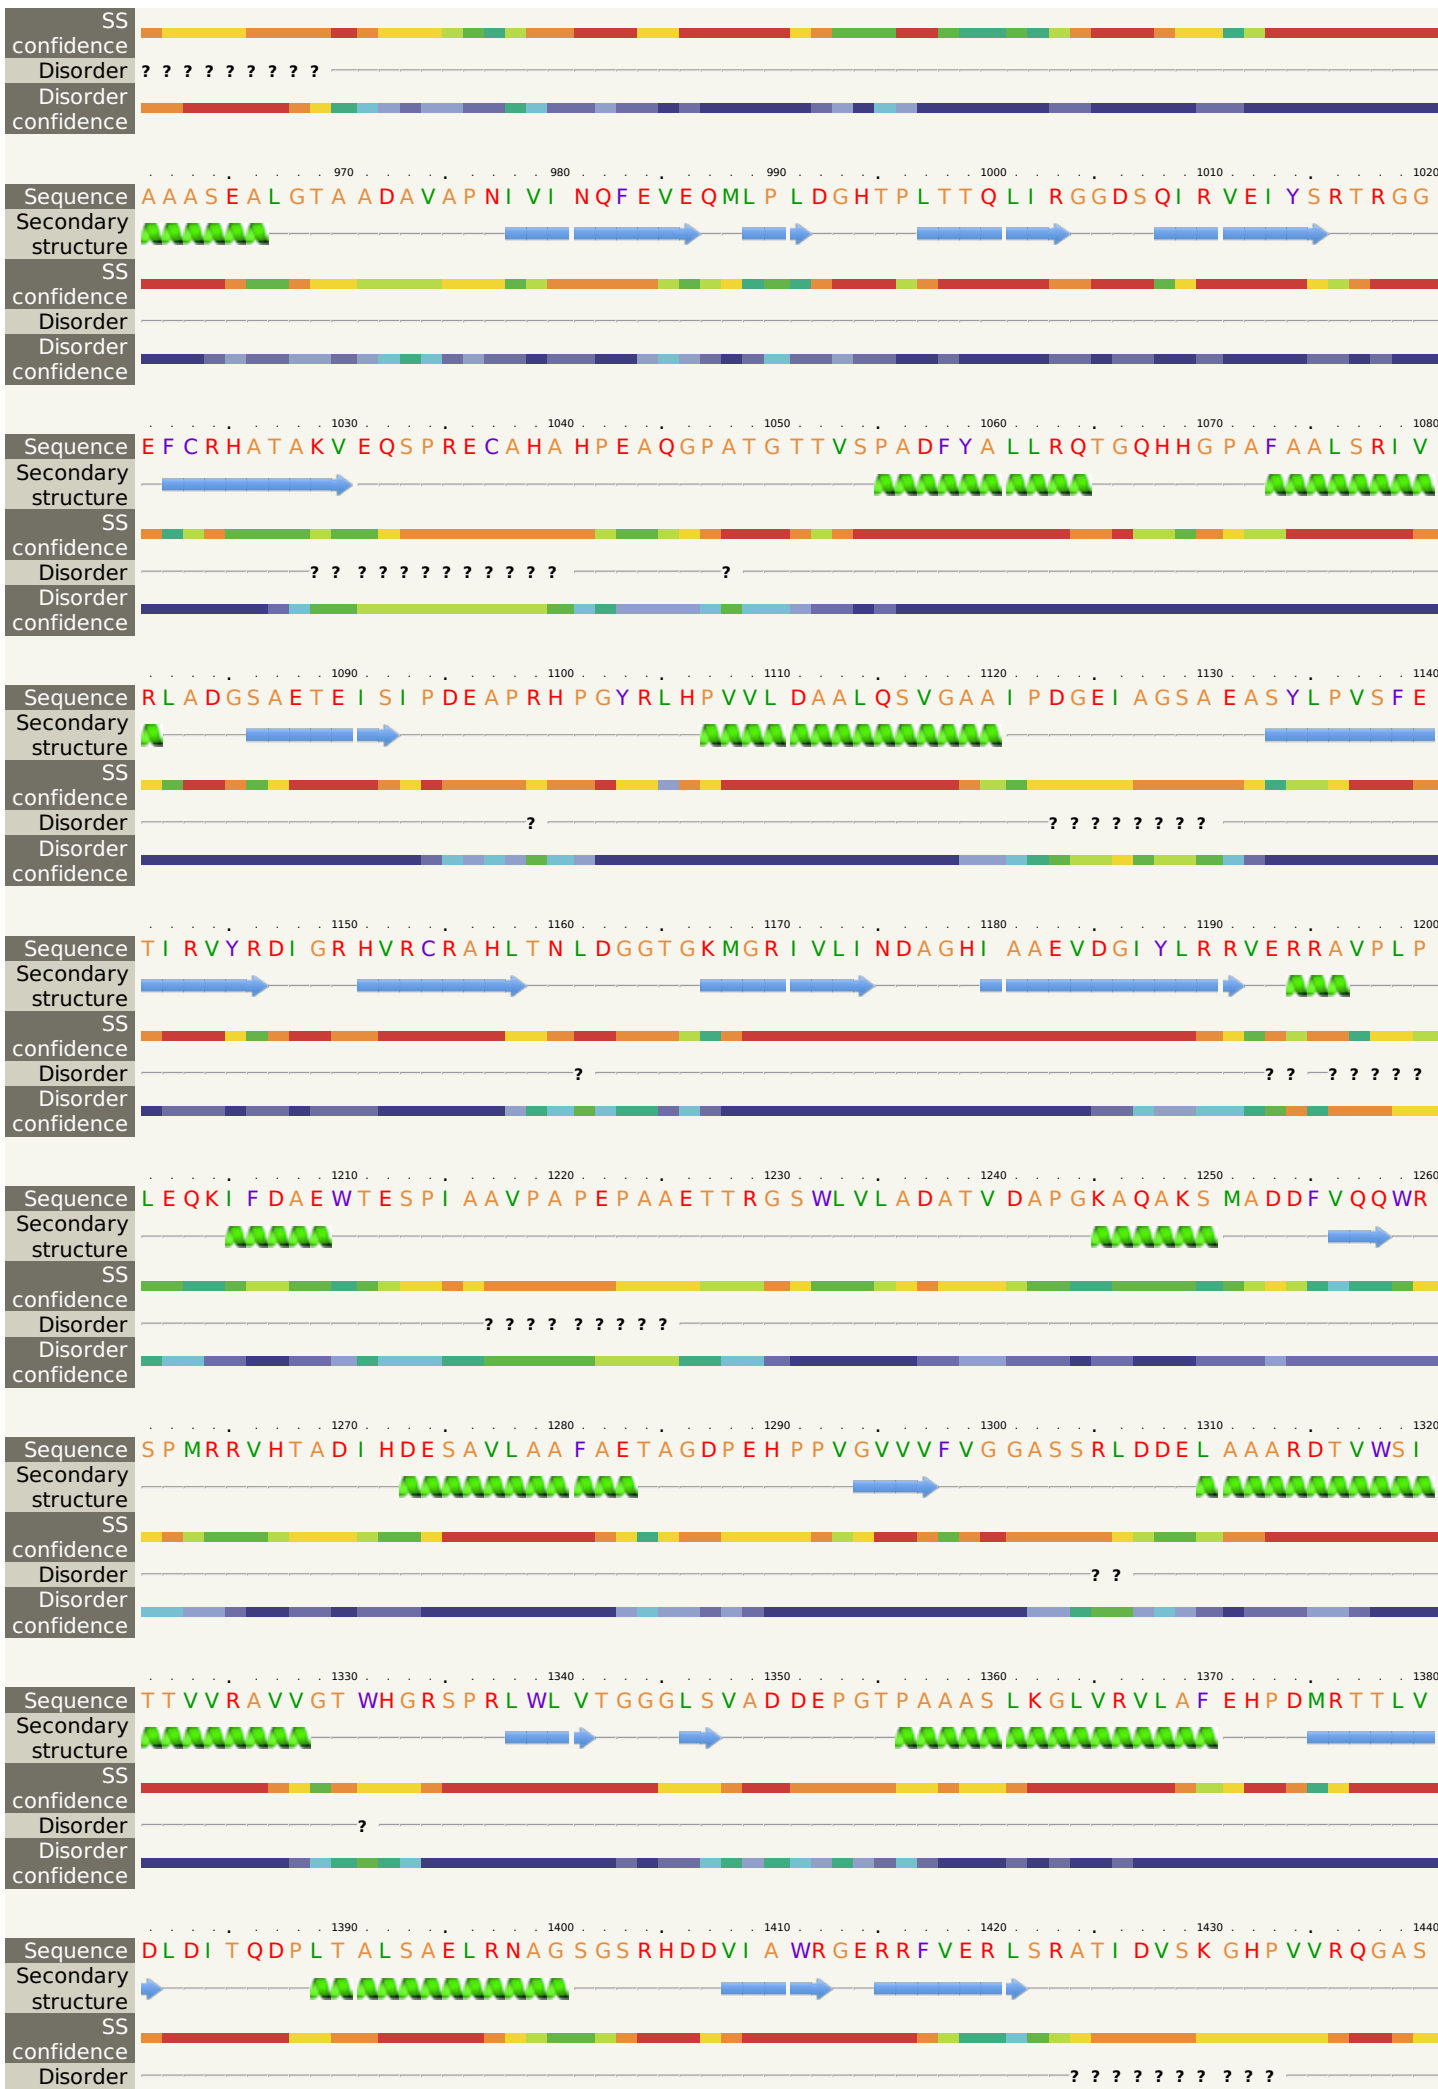 SS
confidence
Disorder ? ? ? ? ? ? ? ? ?
Disorder
confidence
970 980 990 1000 1010 1020
Sequence AAASEALGTAADAVAPNIVINQFEVEQMLPLDGHTPLTTQLIRGGDSQIRVEIYSRTRGG
Secondary
structure
SS
confidence
Disorder
Disorder
confidence
1030 1040 1050 1060 1070 1080
Sequence EFCRHATAKVEQSPRECAHAHPEAQGPATGTTVSPADFYALLRQTGQHHGPAFAALSRIV
Secondary
structure
SS
confidence
Disorder ? ? ? ? ? ? ? ? ? ? ? ? ?
Disorder
confidence
1090 1100 1110 1120 1130 1140
Sequence RLADGSAETEISIPDEAPRHPGYRLHPVVLDAALQSVGAAIPDGEIAGSAEASYLPVSFE
Secondary
structure
SS
confidence
Disorder ? ? ? ? ? ? ? ? ?
Disorder
confidence
1150 1160 1170 1180 1190 1200
Sequence TIRVYRDIGRHVRCRAHLTNLDGGTGKMGRIVLINDAGHIAAEVDGIYLRRVERRAVPLP
Secondary
structure
SS
confidence
Disorder ? ? ? ? ? ? ? ?
Disorder
confidence
1210 1220 1230 1240 1250 1260
Sequence LEQKIFDAEWTESPIAAVPAPEPAAETTRGSWLVLADATVDAPGKAQAKSMADDFVQQWR
Secondary
structure
SS
confidence
Disorder ? ? ? ? ? ? ? ? ?
Disorder
confidence
1270 1280 1290 1300 1310 1320
Sequence SPMRRVHTADIHDESAVLAAFAETAGDPEHPPVGVVVFVGGASSRLDDELAAARDTVWSI
Secondary
structure
SS
confidence
Disorder ? ?
Disorder
confidence
1330 1340 1350 1360 1370 1380
Sequence TTVVRAVVGTWHGRSPRLWLVTGGGLSVADDEPGTPAAASLKGLVRVLAFEHPDMRTTLV
Secondary
structure
SS
confidence
Disorder ?
Disorder
confidence
1390 1400 1410 1420 1430 1440
Sequence DLDITQDPLTALSAELRNAGSGSRHDDVIAWRGERRFVERLSRATIDVSKGHPVVRQGAS
Secondary
structure
SS
confidence
Disorder ? ? ? ? ? ? ? ? ? ?